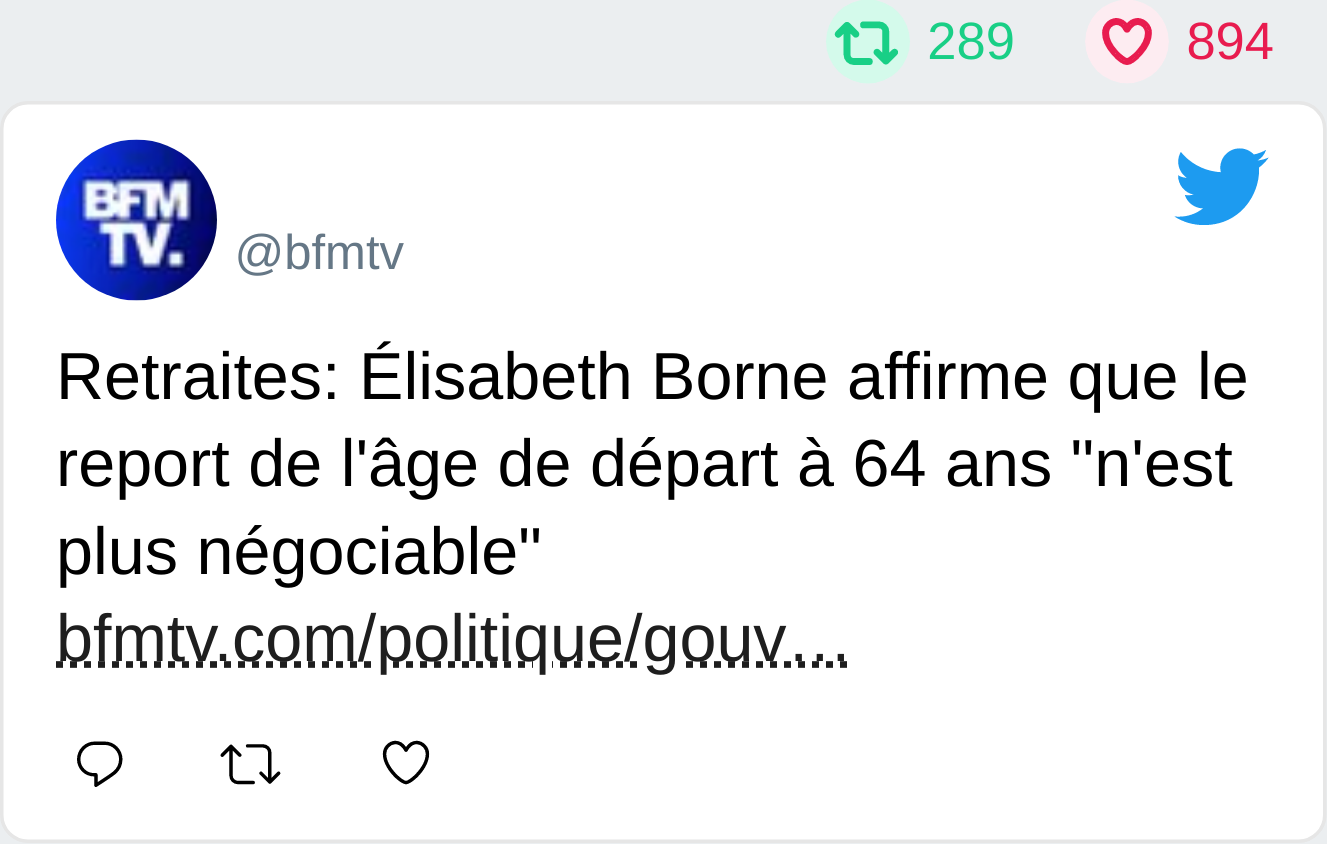 289 894
BFM
TV.
@bfmtv
Retraites: Élisabeth Borne affirme que le
report de l'âge de départ à 64 ans "n'est
plus négociable"
bfmtv.com/politique/gouv…